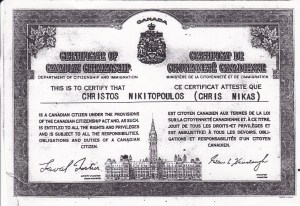 CANADA
CERTIFICATE OF
CANADIAN CITIZENSHIP
DEPARTMENT OF CITIZENSHIP AND IMMIGRATION
CERTIFICAT DE
CITOYENNETÉ CANADIENNE
MINISTÈRE DE LA CITOYENNETÉ ET DE L'IMMIGRATION
THIS IS TO CERTIFY THAT
CE CERTIFICAT ATTESTE QUE
CHRISTOS NIKITOPOULOS (CHRIS NIKAS)
IS A CANADIAN CITIZEN UNDER THE PROVISIONS
OF THE CANADIAN CITIZENSHIP ACT AND, AS SUCH,
IS ENTITLED TO ALL THE RIGHTS AND PRIVILEGES
AND IS SUBJECT TO ALL THE RESPONSIBILITIES,
OBLIGATIONS AND DUTIES OF A CANADIAN
CITIZEN.
EST CITOYEN CANADIEN AUX TERMES DE LA LOI
SUR LA CITOYENNETÉ CANADIENNE ET, À CE TITRE,
JOUIT DE TOUS LES DROITS ET PRIVILÈGES ET
EST ASSUJETTI À TOUS LES DEVOIRS, OBLIGATIONS
ET RESPONSABILITÉS D'UN CITOYEN
CANADIEN.